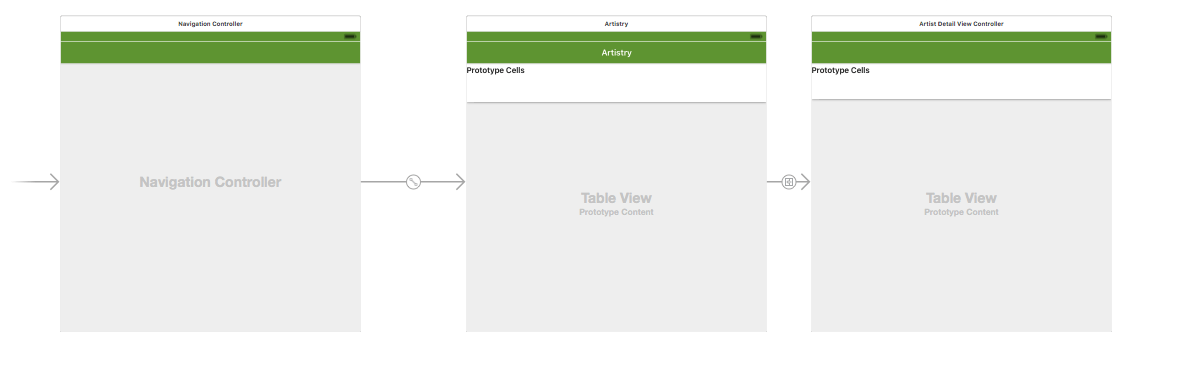 Navigation Controller
Navigation Controller
Artistry
Artistry
Prototype Cells
Table View
Prototype Content
Artist Detail View Controller
Prototype Cells
Table View
Prototype Content